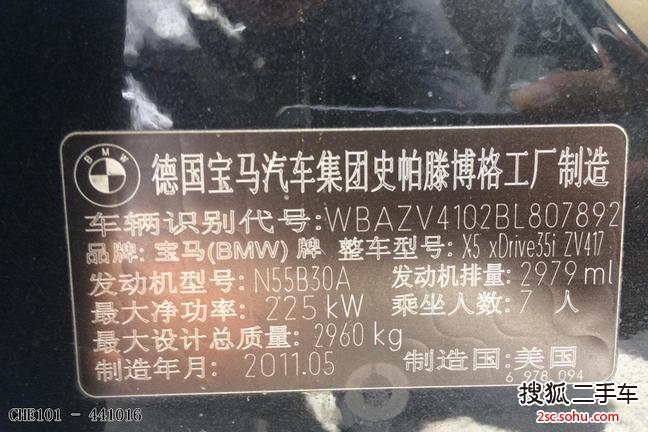 BMW
德国宝马汽车集团史帕滕博格工厂制造
车辆识别代号:WBAZV4102BL807892
品牌:宝马(BMW)牌 整车型号:X5 xDrive35i ZV417
发动机型号:N55B30A 发动机排量:2979 ml
最大净功率:225 kW 乘坐人数:7 人
最大设计总质量:2960 kg
制造年月:2011.05 制造国:美国
6 978 094
搜狐二手车
2sc.sohu.com
CHE101 - 441016